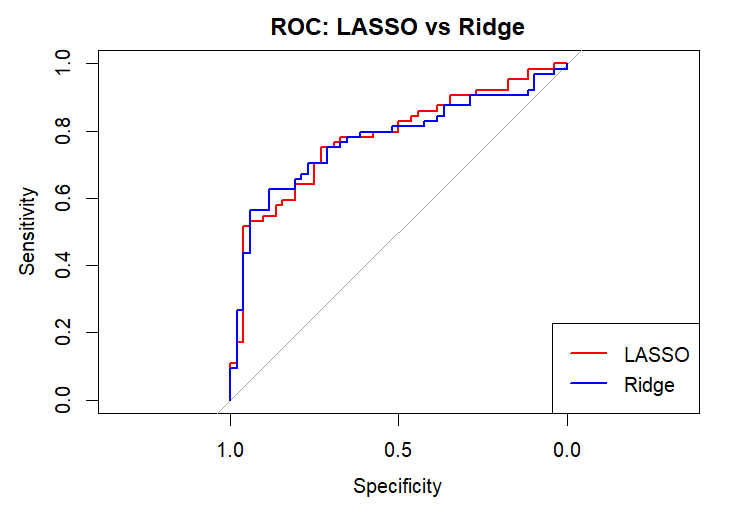 ROC: LASSO vs Ridge
Sensitivity
1.0
0.8
0.6
0.4
0.2
0.0
LASSO
Ridge
1.0 0.5 0.0
Specificity